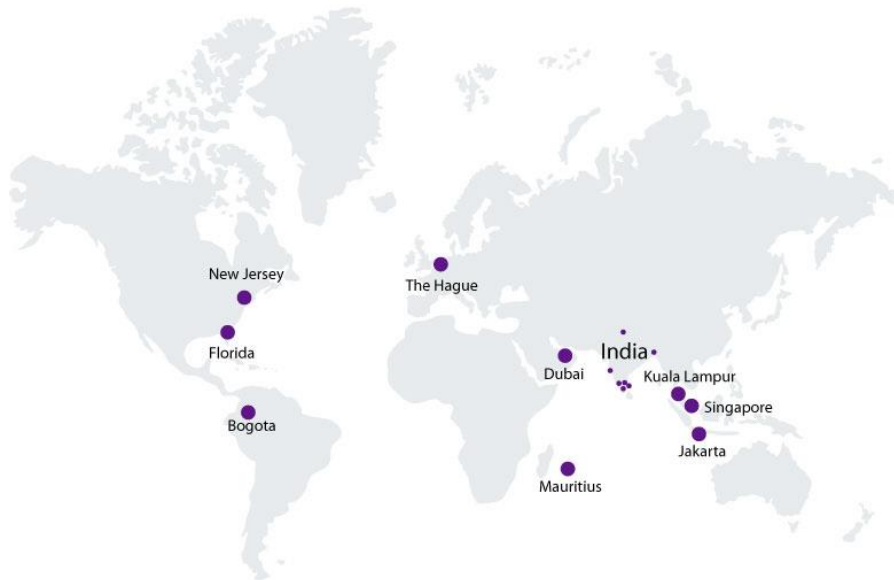 New Jersey
The Hague
Florida
India
Dubai
Kuala Lampur
Singapore
Bogota
Jakarta
Mauritius